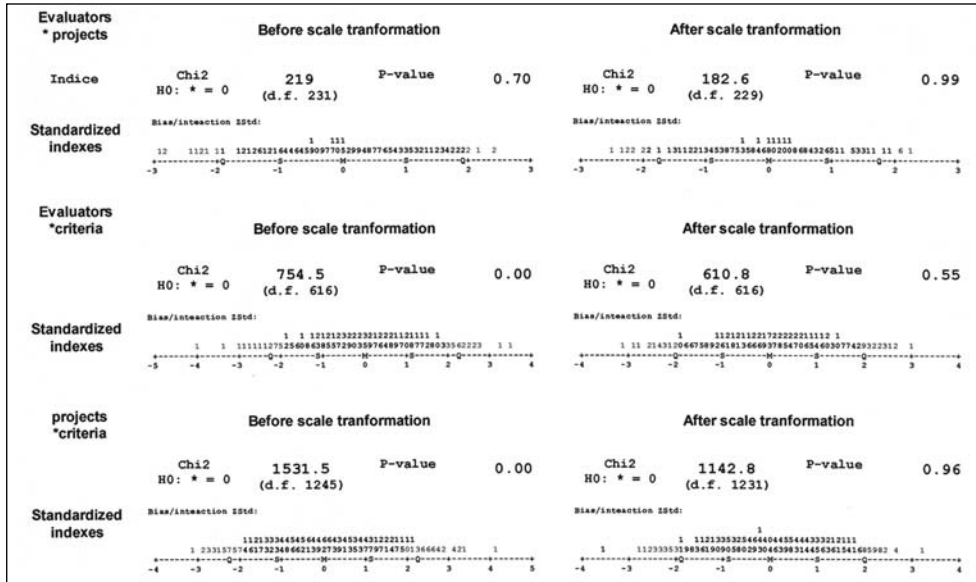 Evaluators
* projects
Before scale tranformation
After scale tranformation
Indice
Chi2
H0: * = 0
219
(d.f. 231)
P-value
0.70
Chi2
H0: * = 0
182.6
(d.f. 229)
P-value
0.99
Standardized
indexes
Bias/inteaction ZStd:
-3 -2 -1 0 1 2 3
Bias/inteaction ZStd:
-3 -2 -1 0 1 2 3
Evaluators
*criteria
Before scale tranformation
After scale tranformation
Chi2
H0: * = 0
754.5
(d.f. 616)
P-value
0.00
Chi2
H0: * = 0
610.8
(d.f. 616)
P-value
0.55
Standardized
indexes
Bias/inteaction ZStd:
-5 -4 -3 -2 -1 0 1 2 3 4 5
Bias/inteaction ZStd:
-4 -3 -2 -1 0 1 2 3 4
projects
*criteria
Before scale tranformation
After scale tranformation
Chi2
H0: * = 0
1531.5
(d.f. 1245)
P-value
0.00
Chi2
H0: * = 0
1142.8
(d.f. 1231)
P-value
0.96
Standardized
indexes
Bias/inteaction ZStd:
-4 -3 -2 -1 0 1 2 3 4 5
Bias/inteaction ZStd:
-4 -3 -2 -1 0 1 2 3 4